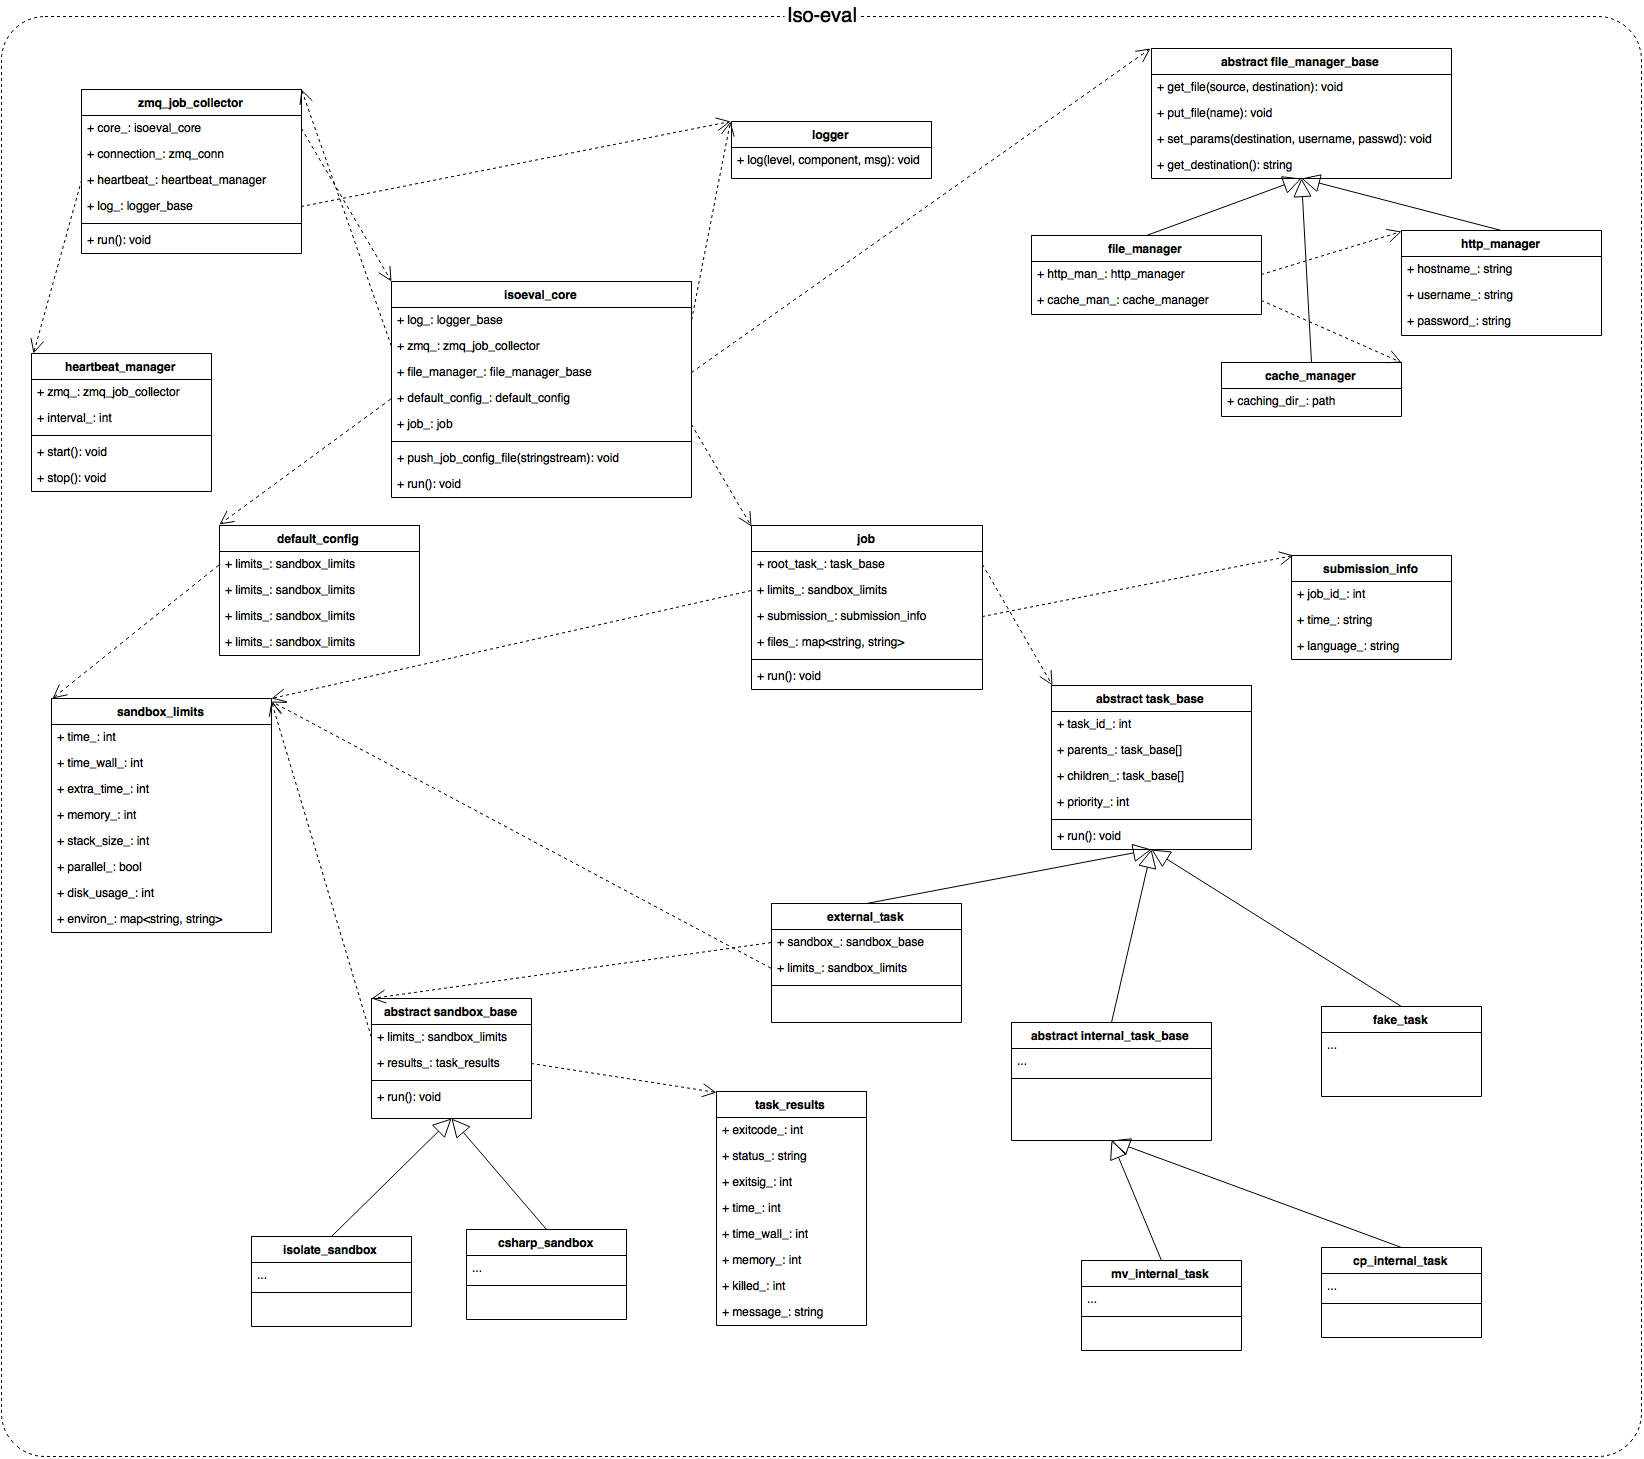 Iso-eval
zmq_job_collector
+ core_: isoeval_core
+ connection_: zmq_conn
+ heartbeat_: heartbeat_manager
+ log_: logger_base
+ run(): void
logger
+ log(level, component, msg): void
abstract file_manager_base
+ get_file(source, destination): void
+ put_file(name): void
+ set_params(destination, username, passwd): void
+ get_destination(): string
file_manager
+ http_man_: http_manager
+ cache_man_: cache_manager
http_manager
+ hostname_: string
+ username_: string
+ password_: string
cache_manager
+ caching_dir_: path
isoeval_core
+ log_: logger_base
+ zmq_: zmq_job_collector
+ file_manager_: file_manager_base
+ default_config_: default_config
+ job_: job
+ push_job_config_file(stringstream): void
+ run(): void
heartbeat_manager
+ zmq_: zmq_job_collector
+ interval_: int
+ start(): void
+ stop(): void
default_config
+ limits_: sandbox_limits
+ limits_: sandbox_limits
+ limits_: sandbox_limits
+ limits_: sandbox_limits
job
+ root_task_: task_base
+ limits_: sandbox_limits
+ submission_: submission_info
+ files_: map<string, string>
+ run(): void
submission_info
+ job_id_: int
+ time_: string
+ language_: string
sandbox_limits
+ time_: int
+ time_wall_: int
+ extra_time_: int
+ memory_: int
+ stack_size_: int
+ parallel_: bool
+ disk_usage_: int
+ environ_: map<string, string>
abstract task_base
+ task_id_: int
+ parents_: task_base[]
+ children_: task_base[]
+ priority_: int
+ run(): void
external_task
+ sandbox_: sandbox_base
+ limits_: sandbox_limits
abstract sandbox_base
+ limits_: sandbox_limits
+ results_: task_results
+ run(): void
abstract internal_task_base
...
fake_task
...
task_results
+ exitcode_: int
+ status_: string
+ exitsig_: int
+ time_: int
+ time_wall_: int
+ memory_: int
+ killed_: int
+ message_: string
isolate_sandbox
...
csharp_sandbox
...
mv_internal_task
...
cp_internal_task
...